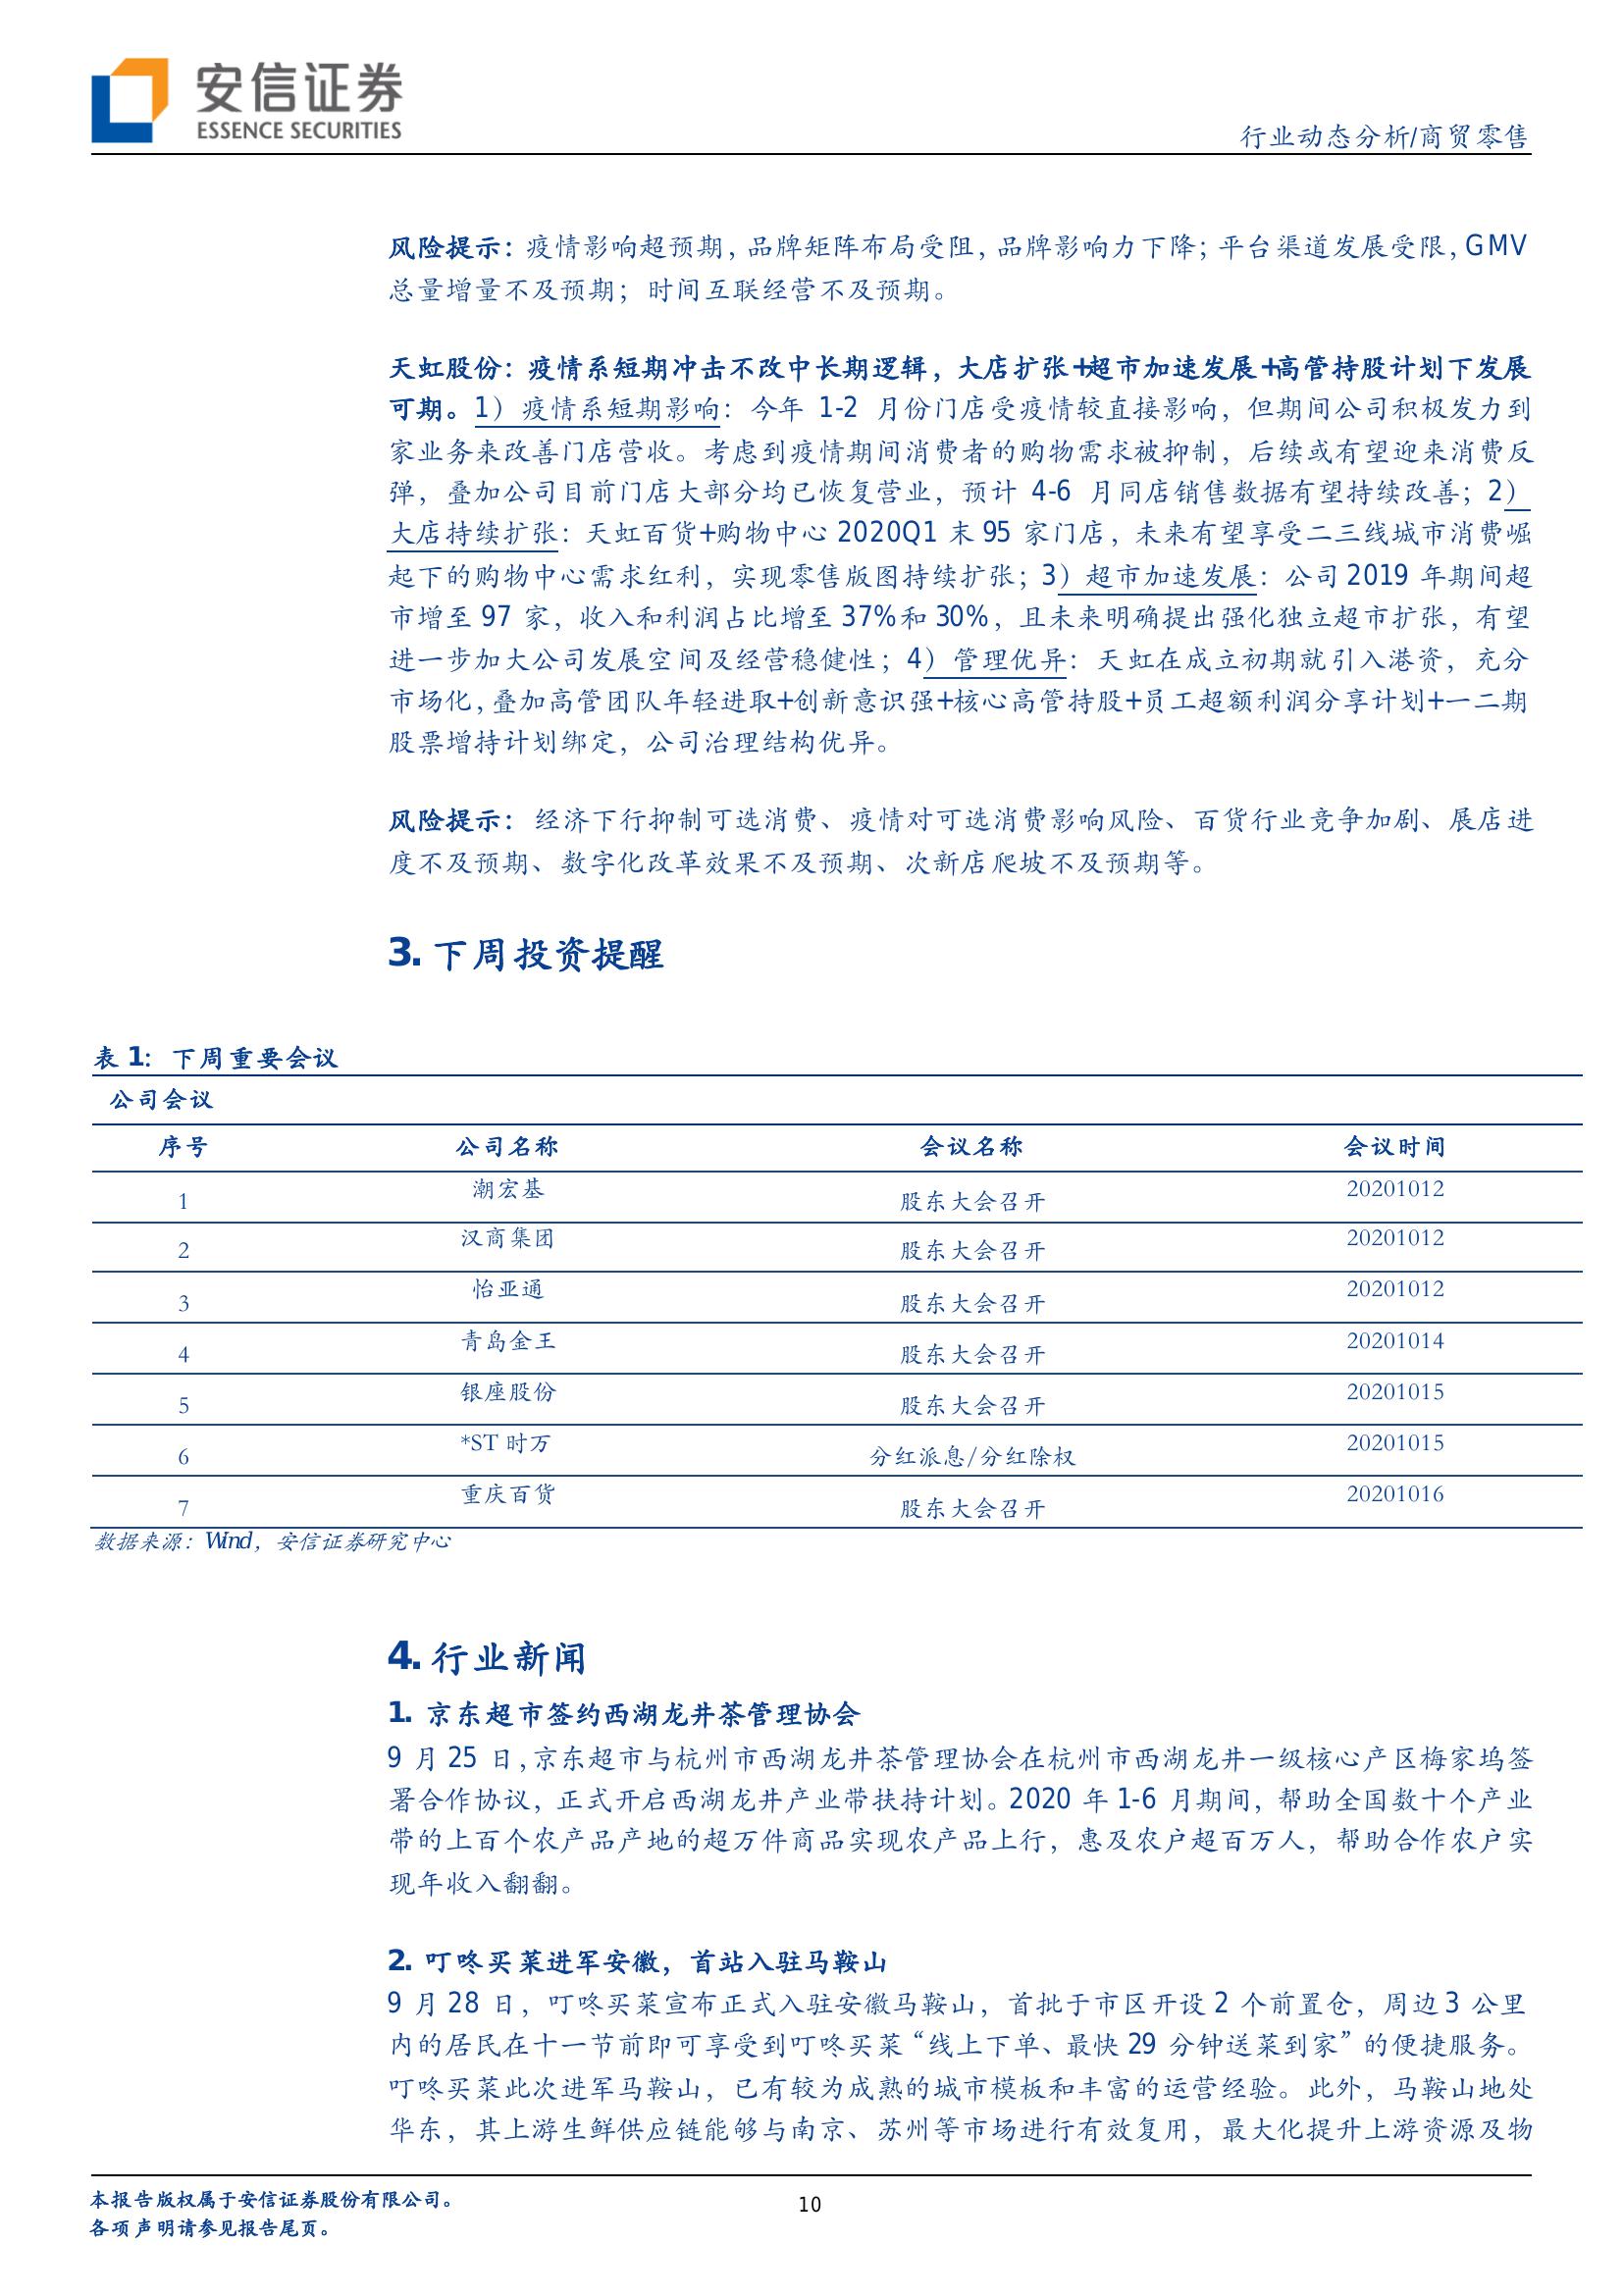 安信证券
ESSENCE SECURITIES
行业动态分析/商贸零售
风险提示：疫情影响超预期，品牌矩阵布局受阻，品牌影响力下降；平台渠道发展受限，GMV
总量增量不及预期；时间互联经营不及预期。
天虹股份：疫情系短期冲击不改中长期逻辑，大店扩张+超市加速发展+高管持股计划下发展
可期。1）疫情系短期影响：今年 1-2 月份门店受疫情较直接影响，但期间公司积极发力到
家业务来改善门店营收。考虑到疫情期间消费者的购物需求被抑制，后续或有望迎来消费反
弹，叠加公司目前门店大部分均已恢复营业，预计 4-6 月同店销售数据有望持续改善；2）
大店持续扩张：天虹百货+购物中心 2020Q1 末 95 家门店，未来有望享受二三线城市消费崛
起下的购物中心需求红利，实现零售版图持续扩张；3）超市加速发展：公司 2019 年期间超
市增至 97 家，收入和利润占比增至 37%和 30%，且未来明确提出强化独立超市扩张，有望
进一步加大公司发展空间及经营稳健性；4）管理优异：天虹在成立初期就引入港资，充分
市场化，叠加高管团队年轻进取+创新意识强+核心高管持股+员工超额利润分享计划+一二期
股票增持计划绑定，公司治理结构优异。
风险提示：经济下行抑制可选消费、疫情对可选消费影响风险、百货行业竞争加剧、展店进
度不及预期、数字化改革效果不及预期、次新店爬坡不及预期等。
3. 下周投资提醒
表 1：下周重要会议
公司会议
序号 公司名称 会议名称 会议时间
1 潮宏基 股东大会召开 20201012
2 汉商集团 股东大会召开 20201012
3 怡亚通 股东大会召开 20201012
4 青岛金王 股东大会召开 20201014
5 银座股份 股东大会召开 20201015
6 *ST 时万 分红派息/分红除权 20201015
7 重庆百货 股东大会召开 20201016
数据来源：Wind，安信证券研究中心
4. 行业新闻
1. 京东超市签约西湖龙井茶管理协会
9 月 25 日，京东超市与杭州市西湖龙井茶管理协会在杭州市西湖龙井一级核心产区梅家坞签
署合作协议，正式开启西湖龙井产业带扶持计划。2020 年 1-6 月期间，帮助全国数十个产业
带的上百个农产品产地的超万件商品实现农产品上行，惠及农户超百万人，帮助合作农户实
现年收入翻翻。
2. 叮咚买菜进军安徽，首站入驻马鞍山
9 月 28 日，叮咚买菜宣布正式入驻安徽马鞍山，首批于市区开设 2 个前置仓，周边 3 公里
内的居民在十一节前即可享受到叮咚买菜“线上下单、最快 29 分钟送菜到家”的便捷服务。
叮咚买菜此次进军马鞍山，已有较为成熟的城市模板和丰富的运营经验。此外，马鞍山地处
华东，其上游生鲜供应链能够与南京、苏州等市场进行有效复用，最大化提升上游资源及物
本报告版权属于安信证券股份有限公司。
各项声明请参见报告尾页。
10